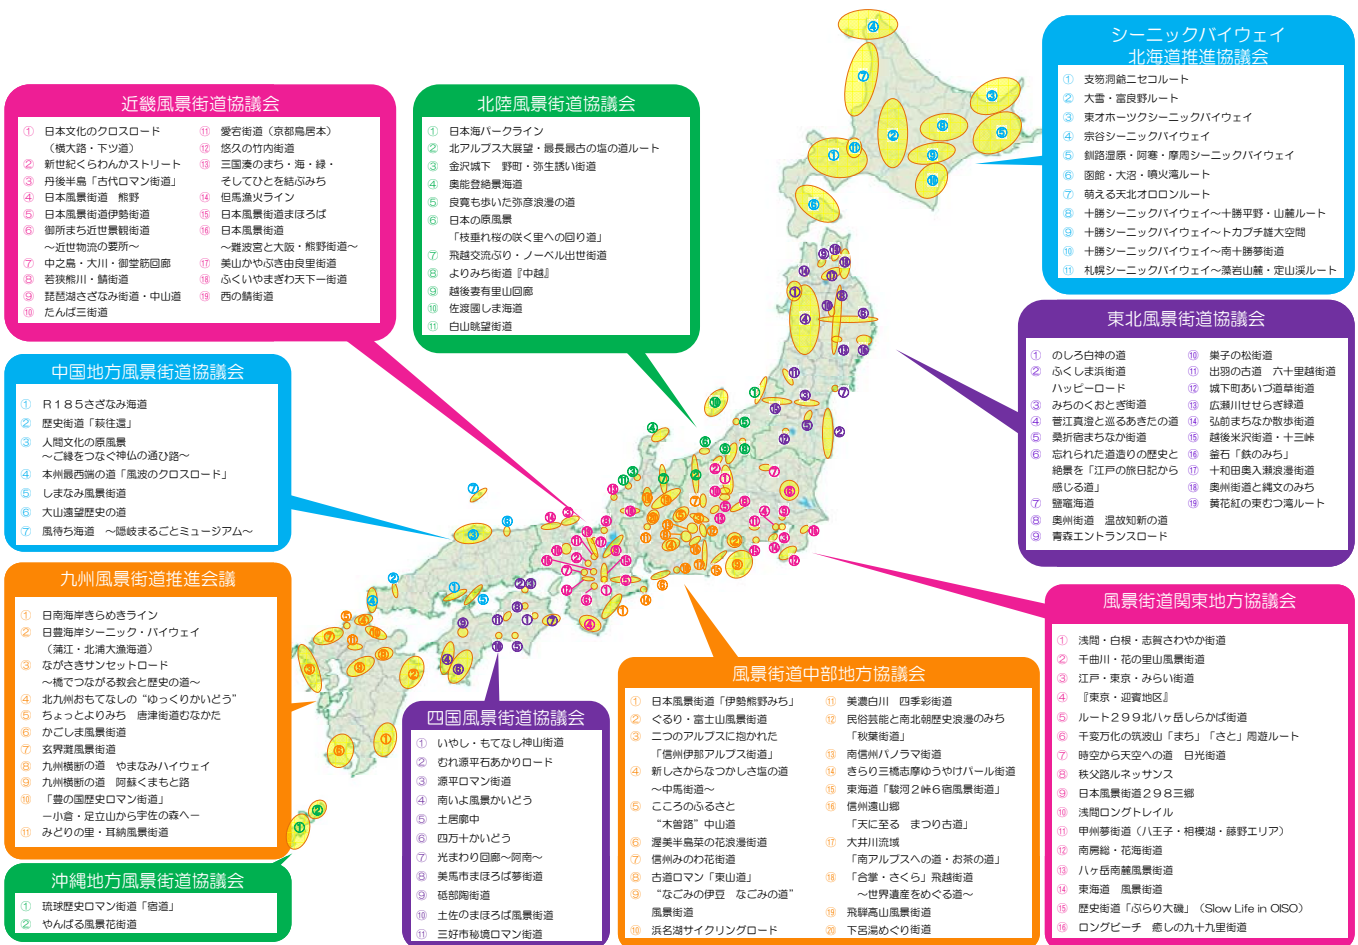 シーニックバイウェイ
北海道推進協議会
① 支笏洞爺ニセコルート
② 大雪・富良野ルート
③ 東オホーツクシーニックバイウェイ
④ 宗谷シーニックバイウェイ
⑤ 釧路湿原・阿寒・摩周シーニックバイウェイ
⑥ 函館・大沼・噴火湾ルート
⑦ 萌える天北オロロンルート
⑧ 十勝シーニックバイウェイ～十勝平野・山麓ルート
⑨ 十勝シーニックバイウェイ～トカプチ雄大空間
⑩ 十勝シーニックバイウェイ～南十勝夢街道
⑪ 札幌シーニックバイウェイ～藻岩山麓・定山渓ルート
近畿風景街道協議会
① 日本文化のクロスロード
（横大路・下ツ道）
② 新世紀くらわんかストリート
③ 丹後半島「古代ロマン街道」
④ 日本風景街道 熊野
⑤ 日本風景街道伊勢街道
⑥ 御所まち近世景観街道
～近世物流の要所～
⑦ 中之島・大川・御堂筋回廊
⑧ 若狭熊川・鯖街道
⑨ 琵琶湖さざなみ街道・中山道
⑩ たんば三街道
⑪ 愛宕街道（京都鳥居本）
⑫ 悠久の竹内街道
⑬ 三国湊のまち・海・緑・
そしてひとを結ぶみち
⑭ 但馬漁火ライン
⑮ 日本風景街道まほろば
⑯ 日本風景街道
～難波宮と大阪・熊野街道～
⑰ 美山かやぶき由良里街道
⑱ ふくいやまぎわ天下一街道
⑲ 西の鯖街道
北陸風景街道協議会
① 日本海パークライン
② 北アルプス大展望・最長最古の塩の道ルート
③ 金沢城下 野町・弥生誘い街道
④ 奥能登絶景海道
⑤ 良寛も歩いた弥彦浪漫の道
⑥ 日本の原風景
「枝垂れ桜の咲く里への回り道」
⑦ 飛越交流ぶり・ノーベル出世街道
⑧ よりみち街道『中越』
⑨ 越後妻有里山回廊
⑩ 佐渡國しま海道
⑪ 白山眺望街道
東北風景街道協議会
① のしろ白神の道
② ふくしま浜街道
ハッピーロード
③ みちのくおとぎ街道
④ 菅江真澄と巡るあきたの道
⑤ 桑折宿まちなか街道
⑥ 忘れられた道造りの歴史と
絶景を「江戸の旅日記から
感じる道」
⑦ 鹽竈海道
⑧ 奥州街道 温故知新の道
⑨ 青森エントランスロード
⑩ 巣子の松街道
⑪ 出羽の古道 六十里越街道
⑫ 城下町あいづ道草街道
⑬ 広瀬川せせらぎ緑道
⑭ 弘前まちなか散歩街道
⑮ 越後米沢街道・十三峠
⑯ 釜石「鉄のみち」
⑰ 十和田奥入瀬浪漫街道
⑱ 奥州街道と縄文のみち
⑲ 黄花紅の東むつ湾ルート
中国地方風景街道協議会
① Ｒ１８５さざなみ海道
② 歴史街道「萩往還」
③ 人間文化の原風景
～ご縁をつなぐ神仏の通ひ路～
④ 本州最西端の道「風波のクロスロード」
⑤ しまなみ風景街道
⑥ 大山遠望歴史の道
⑦ 風待ち海道 ～隠岐まるごとミュージアム～
九州風景街道推進会議
① 日南海岸きらめきライン
② 日豊海岸シーニック・バイウェイ
（蒲江・北浦大漁海道）
③ ながさきサンセットロード
～橋でつながる教会と歴史の道～
④ 北九州おもてなしの“ゆっくりかいどう”
⑤ ちょっとよりみち 唐津街道むなかた
⑥ かごしま風景街道
⑦ 玄界灘風景街道
⑧ 九州横断の道 やまなみハイウェイ
⑨ 九州横断の道 阿蘇くまもと路
⑩ 「豊の国歴史ロマン街道」
ー小倉・足立山から宇佐の森へー
⑪ みどりの里・耳納風景街道
沖縄地方風景街道協議会
① 琉球歴史ロマン街道「宿道」
② やんばる風景花街道
四国風景街道協議会
① いやし・もてなし神山街道
② むれ源平石あかりロード
③ 源平ロマン街道
④ 南いよ風景かいどう
⑤ 土居廓中
⑥ 四万十かいどう
⑦ 光まわり回廊～阿南～
⑧ 美馬市まほろば夢街道
⑨ 砥部陶街道
⑩ 土佐のまほろば風景街道
⑪ 三好市秘境ロマン街道
風景街道中部地方協議会
① 日本風景街道「伊勢熊野みち」
② ぐるり・富士山風景街道
③ 二つのアルプスに抱かれた
「信州伊那アルプス街道」
④ 新しさからなつかしさ塩の道
～中馬街道～
⑤ こころのふるさと
“木曽路”中山道
⑥ 渥美半島菜の花浪漫街道
⑦ 信州みのわ花街道
⑧ 古道ロマン「東山道」
⑨ “なごみの伊豆 なごみの道”
風景街道
⑩ 浜名湖サイクリングロード
⑪ 美濃白川 四季彩街道
⑫ 民俗芸能と南北朝歴史浪漫のみち
「秋葉街道」
⑬ 南信州パノラマ街道
⑭ きらり三橋志摩ゆうやけパール街道
⑮ 東海道「駿河２峠６宿風景街道」
⑯ 信州遠山郷
「天に至る まつり古道」
⑰ 大井川流域
「南アルプスへの道・お茶の道」
⑱ 「合掌・さくら」飛越街道
～世界遺産をめぐる道～
⑲ 飛騨高山風景街道
⑳ 下呂湯めぐり街道
風景街道関東地方協議会
① 浅間・白根・志賀さわやか街道
② 千曲川・花の里山風景街道
③ 江戸・東京・みらい街道
④ 『東京・迎賓地区』
⑤ ルート２９９北八ヶ岳しらかば街道
⑥ 千変万化の筑波山「まち」「さと」周遊ルート
⑦ 時空から天空への道 日光街道
⑧ 秩父路ルネッサンス
⑨ 日本風景街道２９８三郷
⑩ 浅間ロングトレイル
⑪ 甲州夢街道（八王子・相模湖・藤野エリア）
⑫ 南房総・花海街道
⑬ 八ヶ岳南麓風景街道
⑭ 東海道 風景街道
⑮ 歴史街道「ぶらり大磯」（Slow Life in OISO）
⑯ ロングビーチ 癒しの九十九里街道